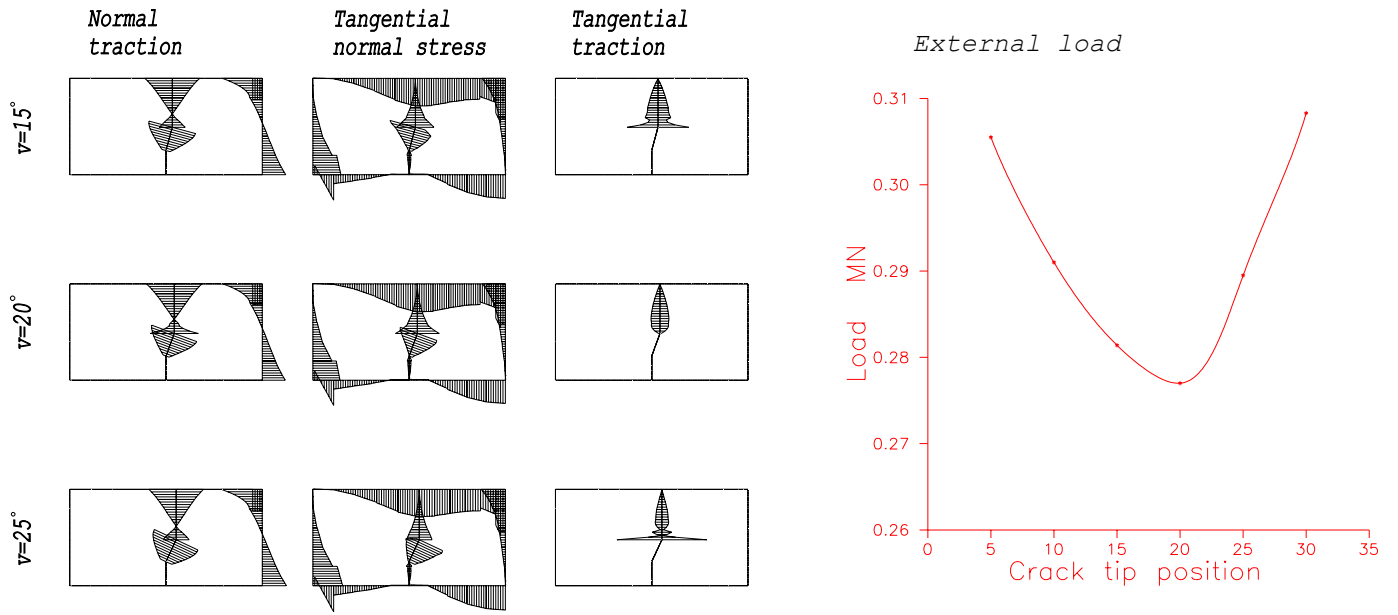 Normal
traction
Tangential
normal stress
Tangential
traction
v=15°
v=20°
v=25°
External load
0.31
0.30
0.29
0.28
0.27
0.26
Load MN
0 5 10 15 20 25 30 35
Crack tip position